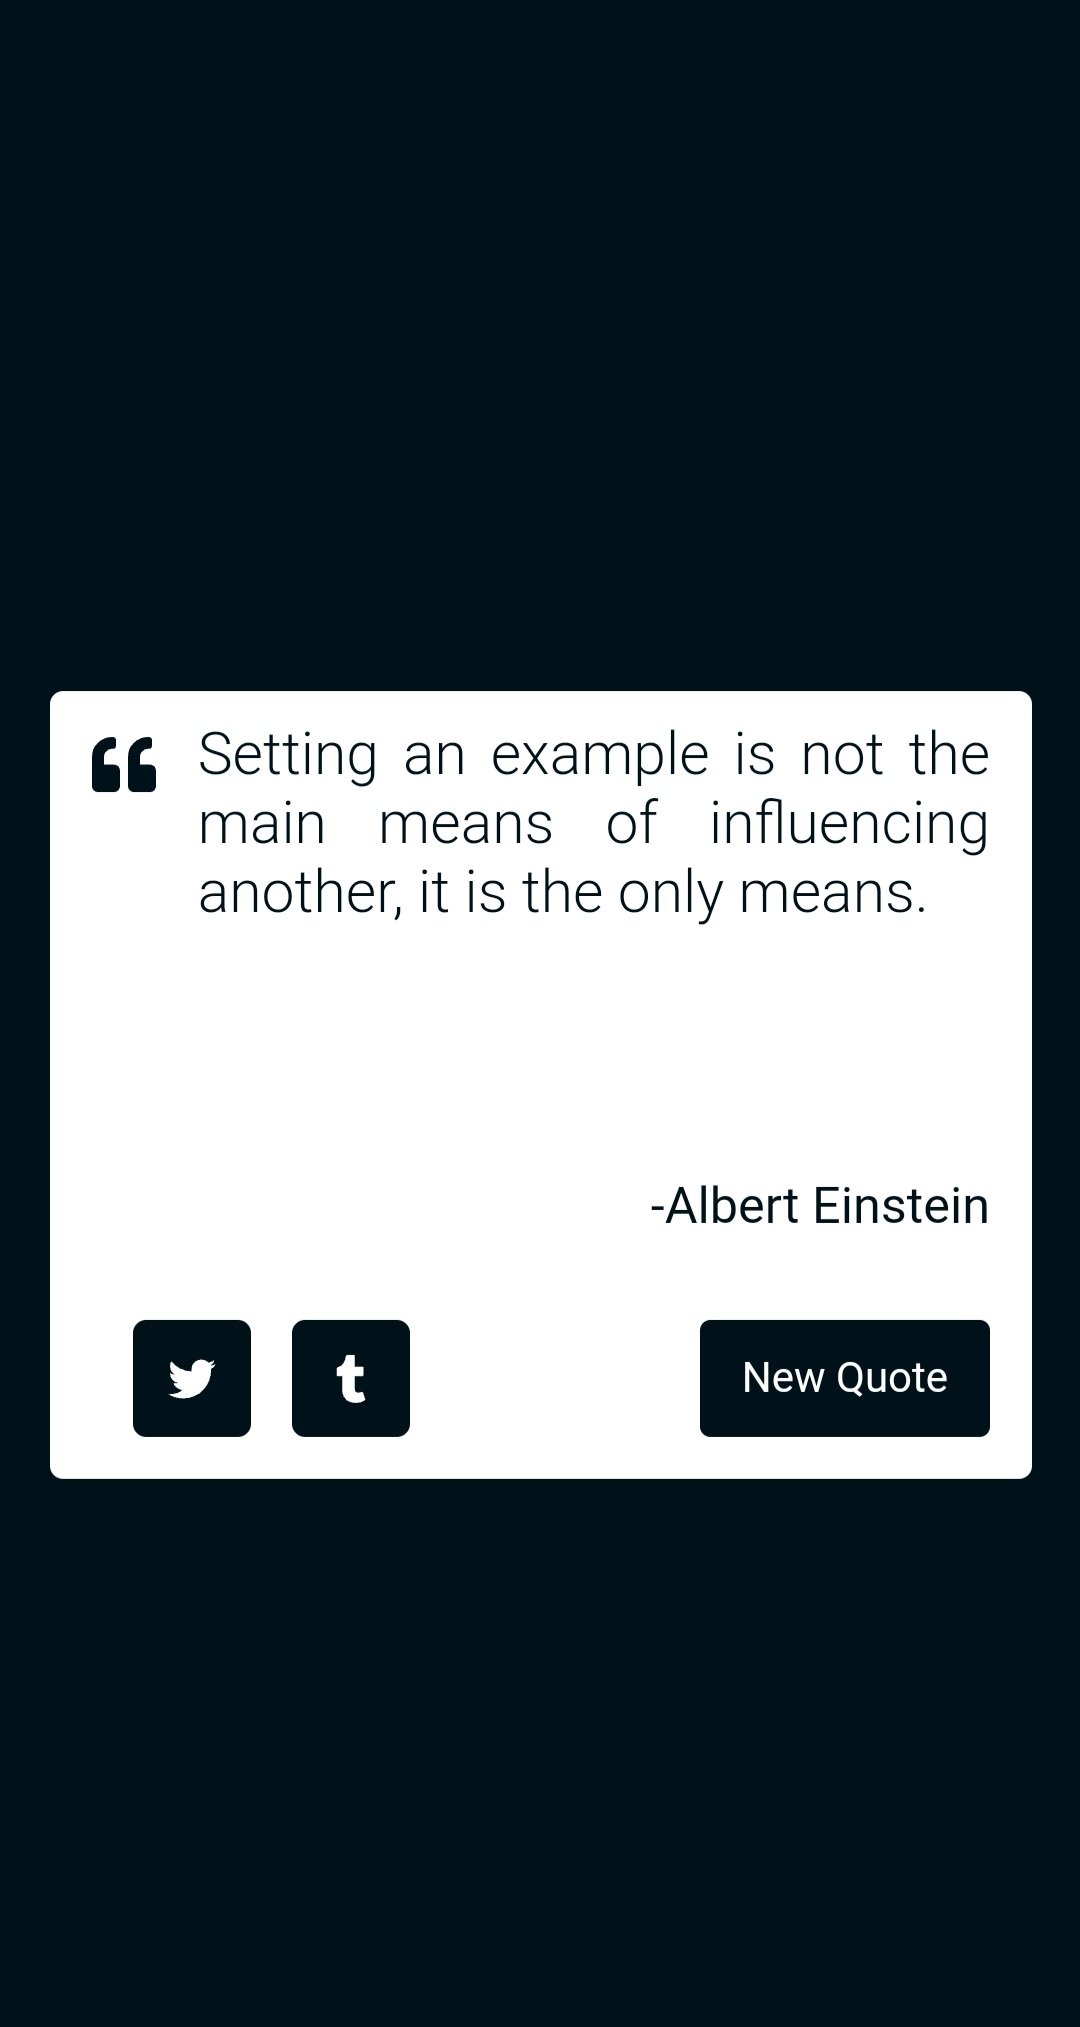 Setting an example is not the
main means of influencing
another, it is the only means.
-Albert Einstein
New Quote